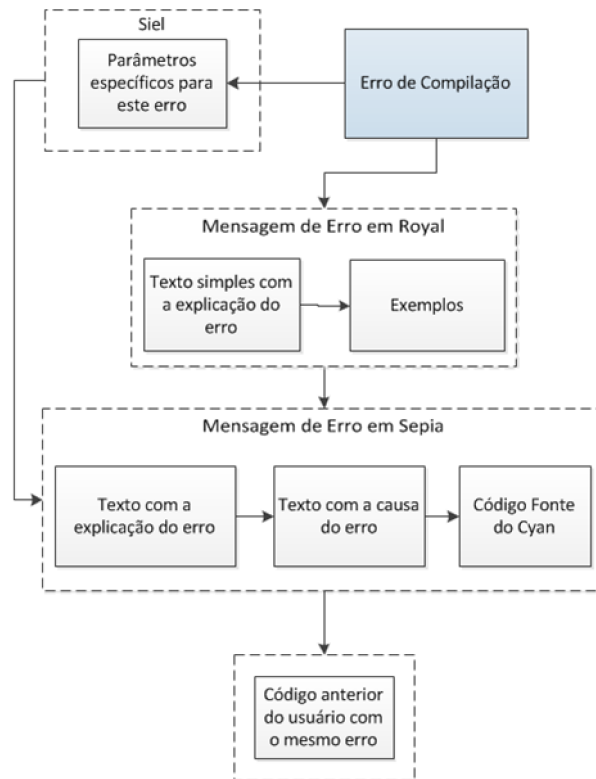 Siel
Parâmetros
específicos para
este erro
Erro de Compilação
Mensagem de Erro em Royal
Texto simples com
a explicação do
erro
Exemplos
Mensagem de Erro em Sepia
Texto com a
explicação do erro
Texto com a causa
do erro
Código Fonte
do Cyan
Código anterior
do usuário com
o mesmo erro